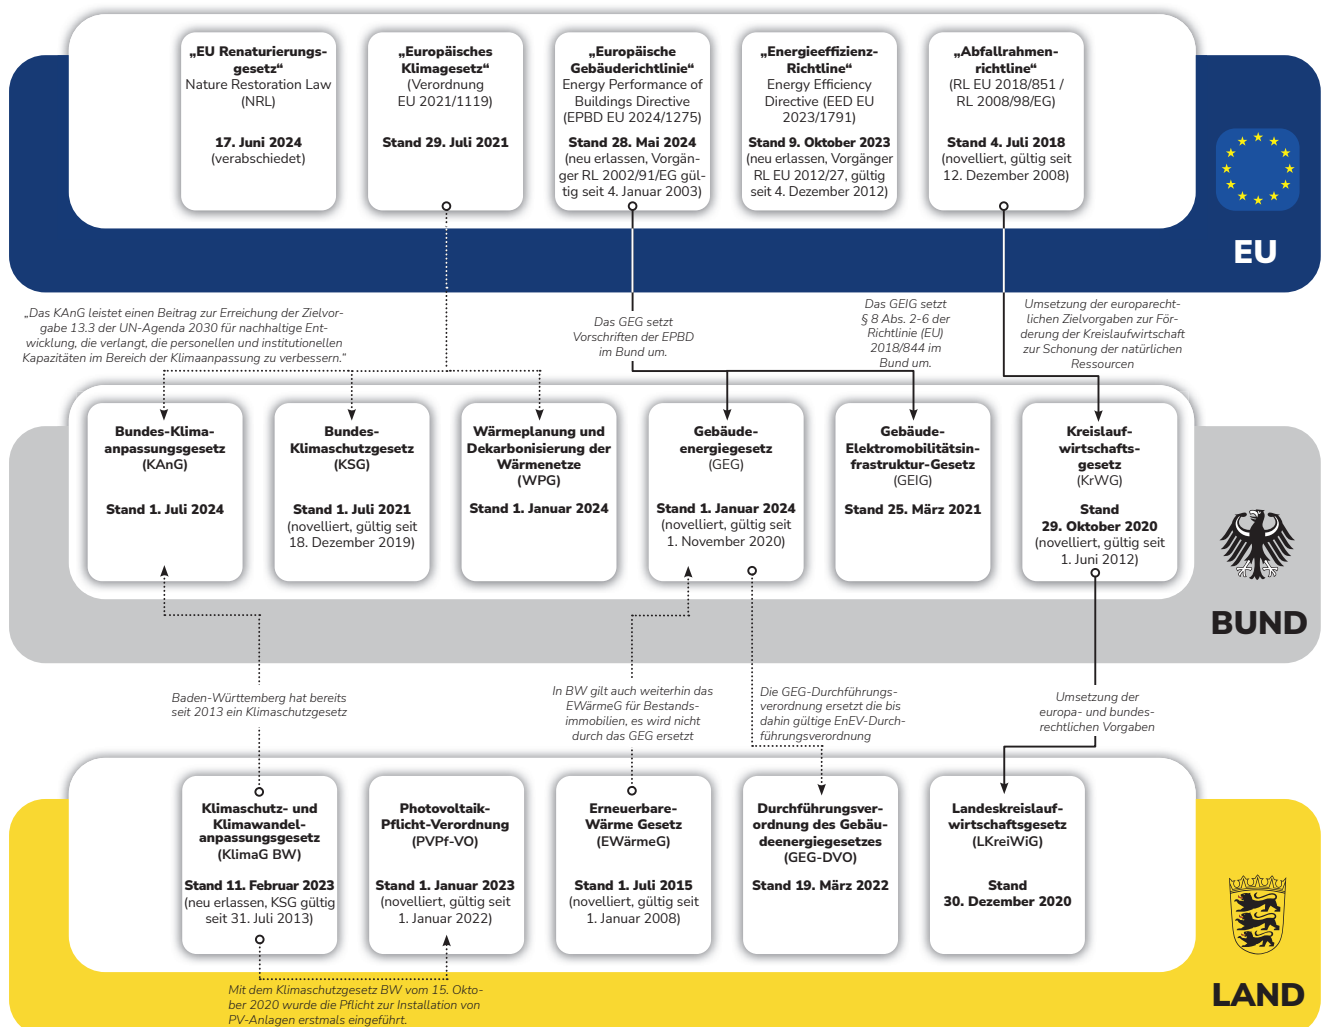 „EU Renaturierungs-
gesetz“
Nature Restoration Law
(NRL)
17. Juni 2024
(verabschiedet)
„Europäisches
Klimagesetz“
(Verordnung
EU 2021/1119)
Stand 29. Juli 2021
„Europäische
Gebäuderichtlinie“
Energy Performance of
Buildings Directive
(EPBD EU 2024/1275)
Stand 28. Mai 2024
(neu erlassen, Vorgän-
ger RL 2002/91/EG gül-
tig seit 4. Januar 2003)
„Energieeffizienz-
Richtline“
Energy Efficiency
Directive (EED EU
2023/1791)
Stand 9. Oktober 2023
(neu erlassen, Vorgänger
RL EU 2012/27, gültig
seit 4. Dezember 2012)
„Abfallrahmen-
richtline“
(RL EU 2018/851 /
RL 2008/98/EG)
Stand 4. Juli 2018
(novelliert, gültig seit
12. Dezember 2008)
EU
„Das KAnG leistet einen Beitrag zur Erreichung der Zielvor-
gabe 13.3 der UN-Agenda 2030 für nachhaltige Ent-
wicklung, die verlangt, die personellen und institutionellen
Kapazitäten im Bereich der Klimaanpassung zu verbessern.“
Das GEG setzt
Vorschriften der EPBD
im Bund um.
Das GEIG setzt
§ 8 Abs. 2-6 der
Richtlinie (EU)
2018/844 im
Bund um.
Umsetzung der europarecht-
lichen Zielvorgaben zur För-
derung der Kreislaufwirtschaft
zur Schonung der natürlichen
Ressourcen
Bundes-Klima-
anpassungsgesetz
(KAnG)
Stand 1. Juli 2024
Bundes-
Klimaschutzgesetz
(KSG)
Stand 1. Juli 2021
(novelliert, gültig seit
18. Dezember 2019)
Wärmeplanung und
Dekarbonisierung der
Wärmenetze
(WPG)
Stand 1. Januar 2024
Gebäude-
energiegesetz
(GEG)
Stand 1. Januar 2024
(novelliert, gültig seit
1. November 2020)
Gebäude-
Elektromobilitätsin-
frastruktur-Gesetz
(GEIG)
Stand 25. März 2021
Kreislauf-
wirtschafts-
gesetz
(KrWG)
Stand
29. Oktober 2020
(novelliert, gültig seit
1. Juni 2012)
BUND
Baden-Württemberg hat bereits
seit 2013 ein Klimaschutzgesetz
In BW gilt auch weiterhin das
EWärmeG für Bestands-
immobilien, es wird nicht
durch das GEG ersetzt
Die GEG-Durchführungs-
verordnung ersetzt die bis
dahin gültige EnEV-Durch-
führungsverordnung
Umsetzung der
europa- und bundes-
rechtlichen Vorgaben
Klimaschutz- und
Klimawandel-
anpassungsgesetz
(KlimaG BW)
Stand 11. Februar 2023
(neu erlassen, KSG gültig
seit 31. Juli 2013)
Photovoltaik-
Pflicht-Verordnung
(PVPf-VO)
Stand 1. Januar 2023
(novelliert, gültig seit
1. Januar 2022)
Erneuerbare-
Wärme Gesetz
(EWärmeG)
Stand 1. Juli 2015
(novelliert, gültig seit
1. Januar 2008)
Durchführungsver-
ordnung des Gebäu-
deenergiegesetzes
(GEG-DVO)
Stand 19. März 2022
Landeskreislauf-
wirtschaftsgesetz
(LKreiWiG)
Stand
30. Dezember 2020
LAND
Mit dem Klimaschutzgesetz BW vom 15. Okto-
ber 2020 wurde die Pflicht zur Installation von
PV-Anlagen erstmals eingeführt.